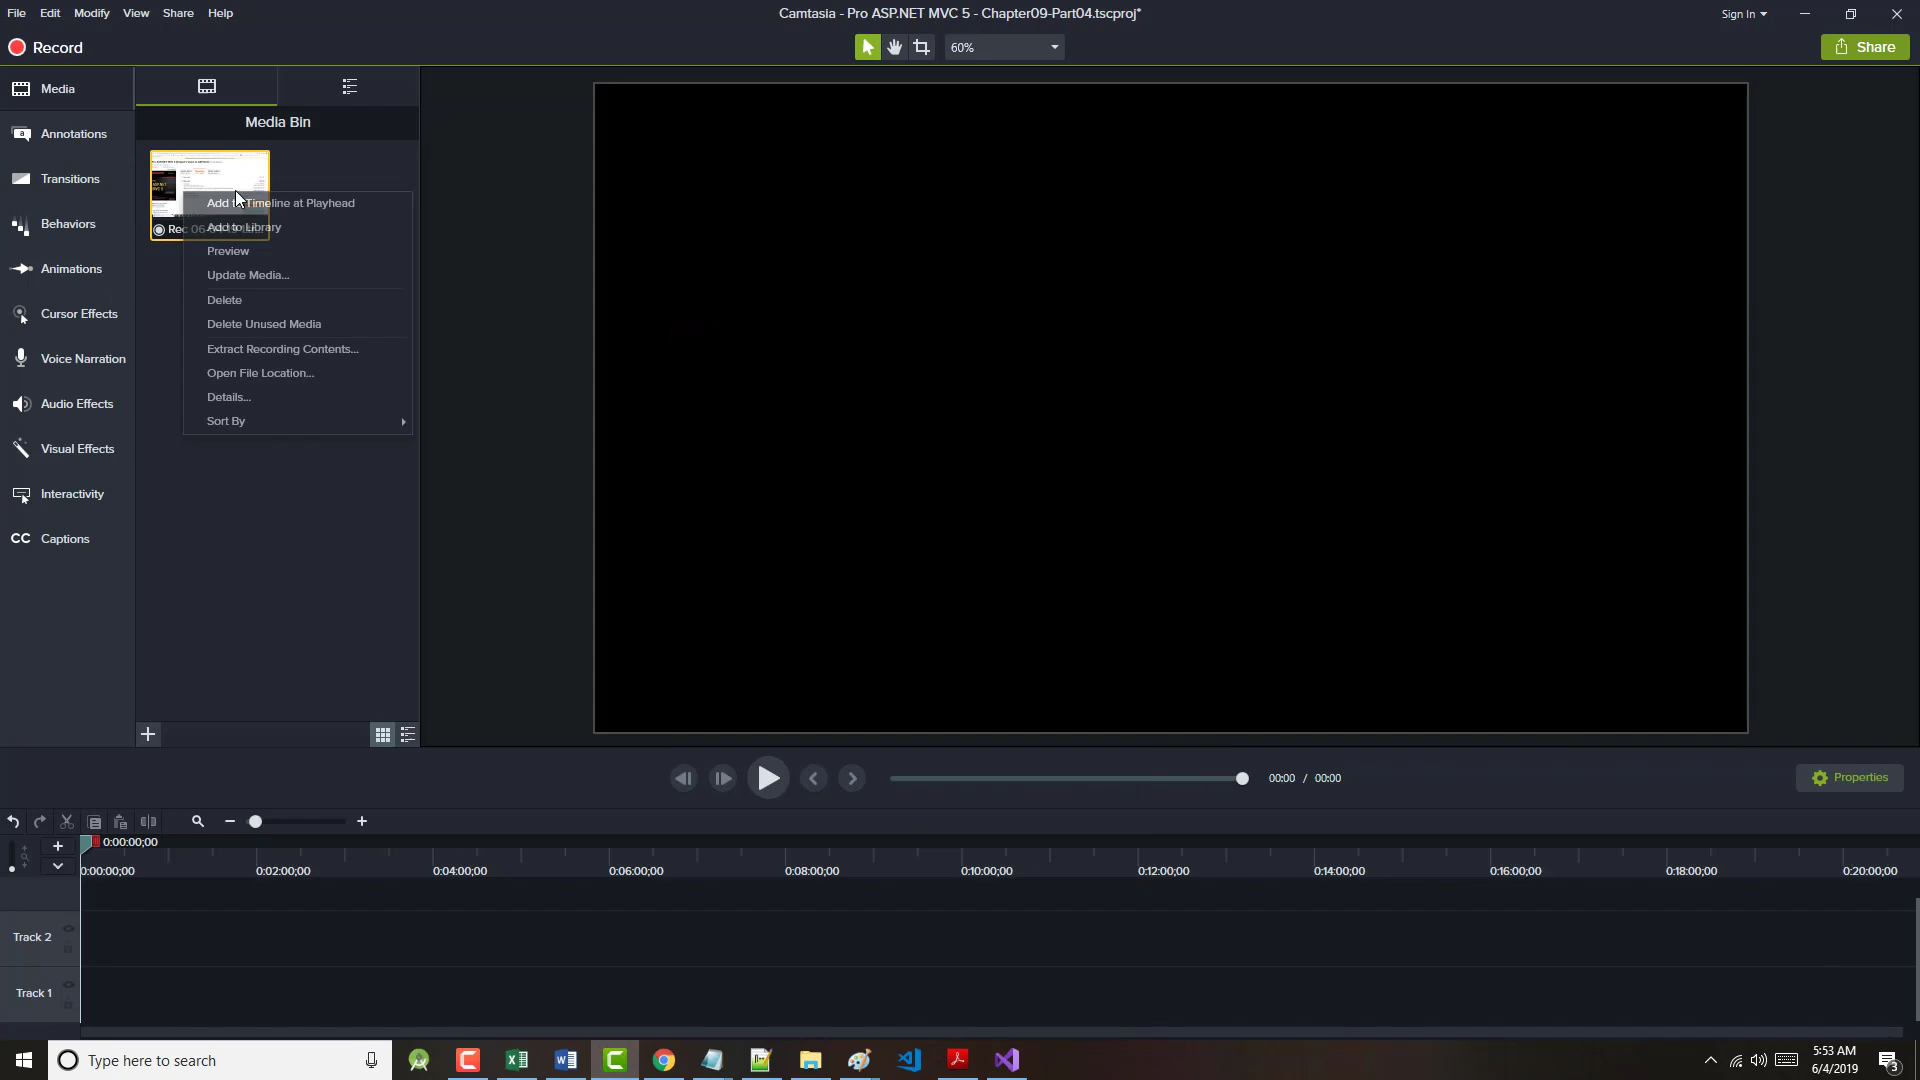 File Edit Modify View Share Help
Camtasia - Pro ASP.NET MVC 5 - Chapter09-Part04.tscproj*
Sign In
Record
60%
Share
Media
Annotations
Transitions
Behaviors
Animations
Cursor Effects
Voice Narration
Audio Effects
Visual Effects
Interactivity
CC Captions
Media Bin
Rec 06-04-19
Add to Timeline at Playhead
Add to Library
Preview
Update Media...
Delete
Delete Unused Media
Extract Recording Contents...
Open File Location...
Details...
Sort By
00:00 / 00:00
Properties
0:00:00;00
0:00:00;00 0:02:00;00 0:04:00;00 0:06:00;00 0:08:00;00 0:10:00;00 0:12:00;00 0:14:00;00 0:16:00;00 0:18:00;00 0:20:00;00
Track 2
Track 1
Type here to search
5:53 AM
6/4/2019
3